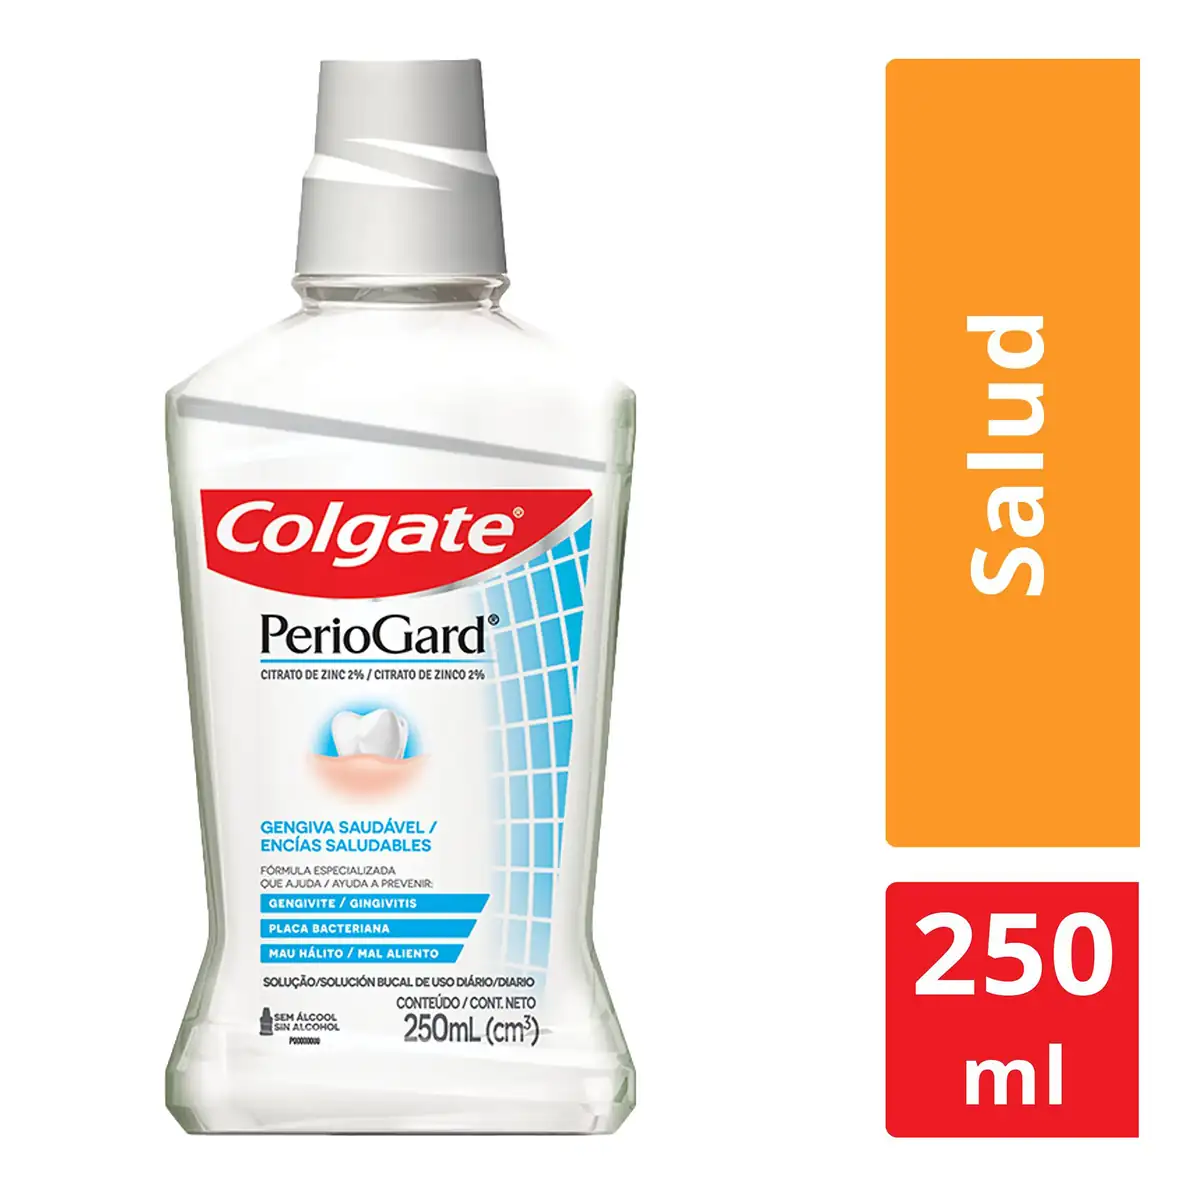 Colgate®
PerioGard®
CITRATO DE ZINC 2% / CITRATO DE ZINCO 2%
GENGIVA SAUDÁVEL /
ENCÍAS SALUDABLES
FÓRMULA ESPECIALIZADA
QUE AJUDA / AYUDA A PREVENIR:
GENGIVITE / GINGIVITIS
PLACA BACTERIANA
MAU HÁLITO / MAL ALIENTO
SOLUÇÃO/SOLUCIÓN BUCAL DE USO DIÁRIO/DIARIO
CONTEÚDO / CONT. NETO
250mL (cm³)
SEM ÁLCOOL
SIN ALCOHOL
Salud
250
ml